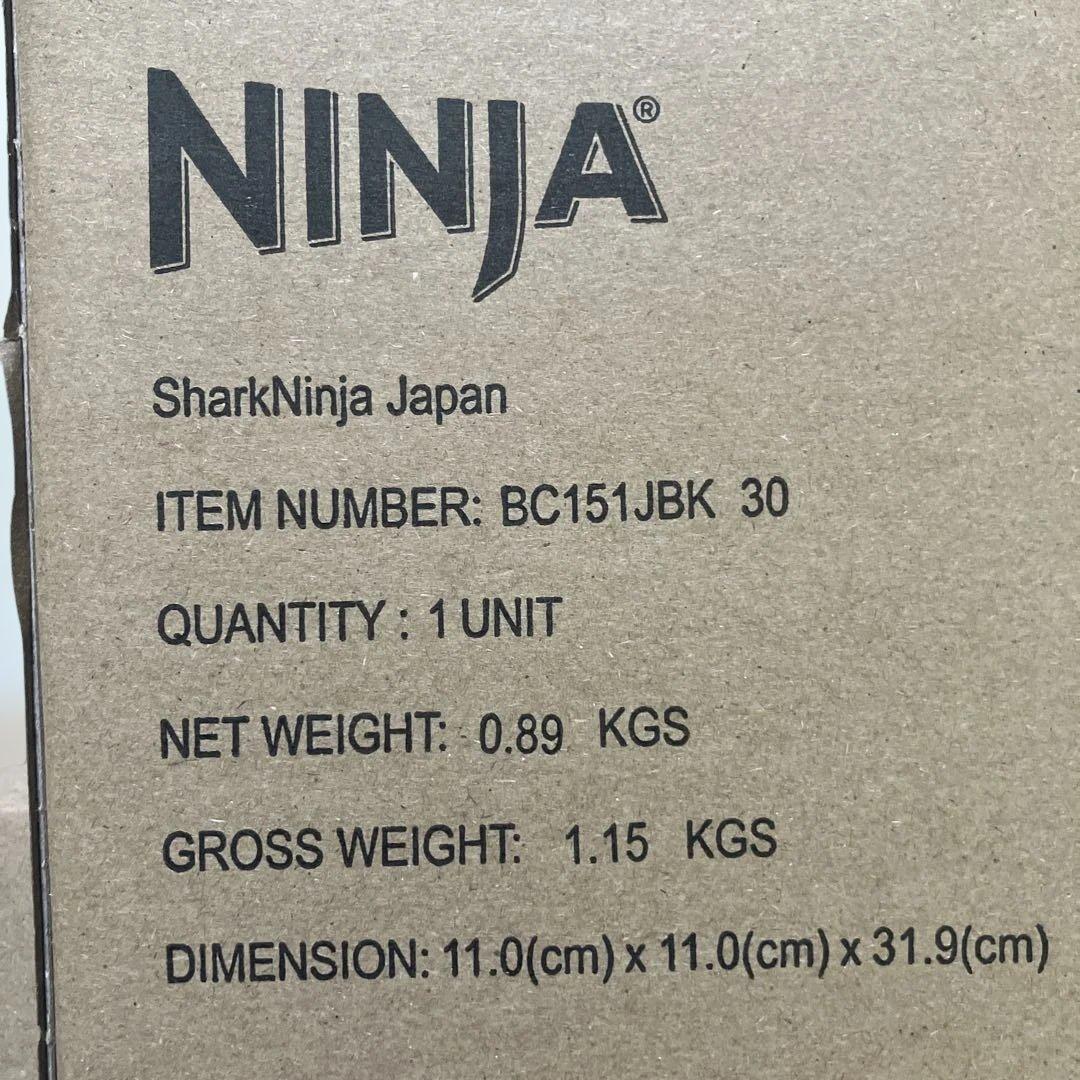 NINJA®
SharkNinja Japan
ITEM NUMBER: BC151JBK 30
QUANTITY : 1 UNIT
NET WEIGHT: 0.89 KGS
GROSS WEIGHT: 1.15 KGS
DIMENSION: 11.0(cm) x 11.0(cm) x 31.9(cm)